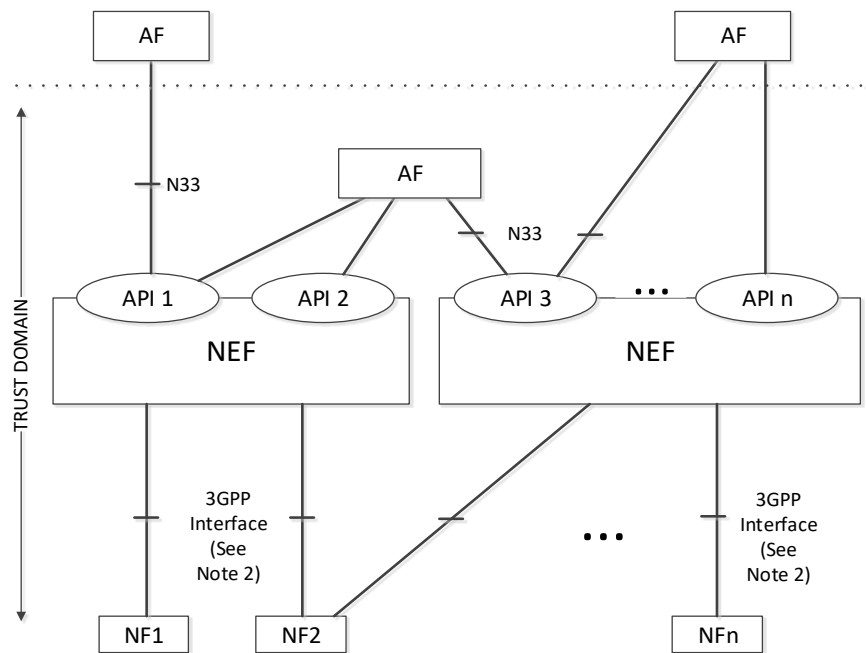 AF
AF
AF
N33
N33
API 1
API 2
API 3
...
API n
NEF
NEF
TRUST DOMAIN
3GPP
Interface
(See
Note 2)
...
3GPP
Interface
(See
Note 2)
NF1
NF2
NFn